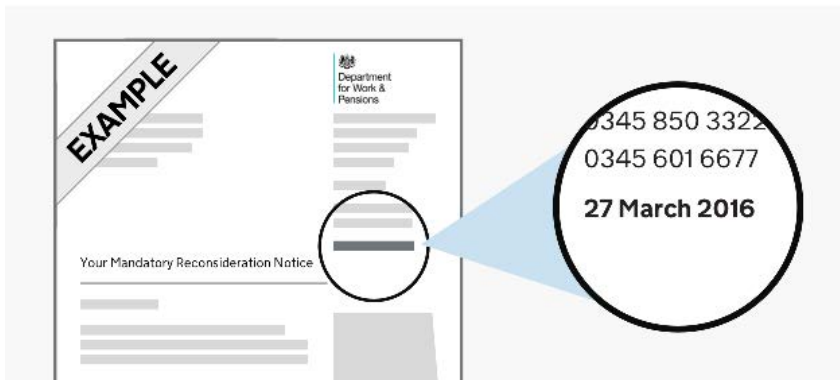 EXAMPLE
Department
for Work &
Pensions
Your Mandatory Reconsideration Notice
0345 850 3322
0345 601 6677
27 March 2016